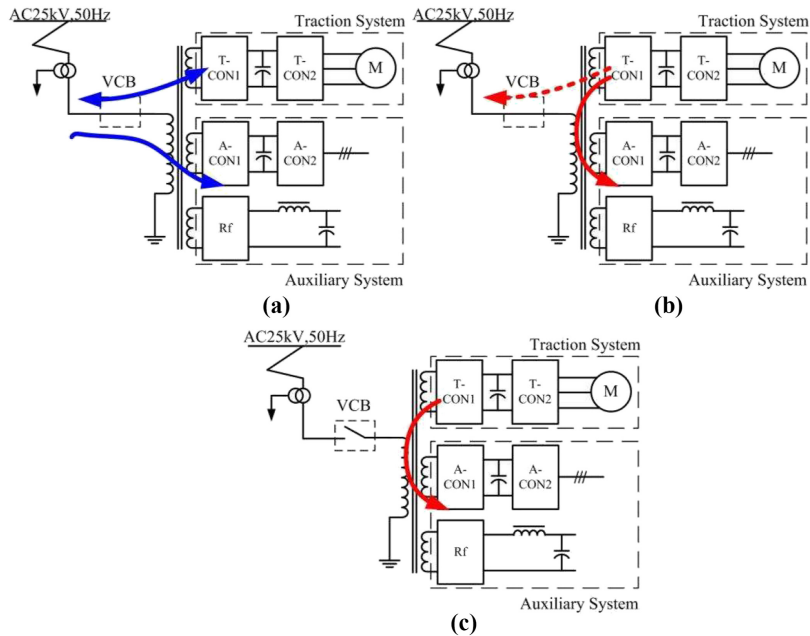 AC25kV,50Hz
Traction System
VCB
T-
CON1
T-
CON2
M
A-
CON1
A-
CON2
Rf
Auxiliary System
(a)
AC25kV,50Hz
Traction System
VCB
T-
CON1
T-
CON2
M
A-
CON1
A-
CON2
Rf
Auxiliary System
(b)
AC25kV,50Hz
Traction System
VCB
T-
CON1
T-
CON2
M
A-
CON1
A-
CON2
Rf
Auxiliary System
(c)